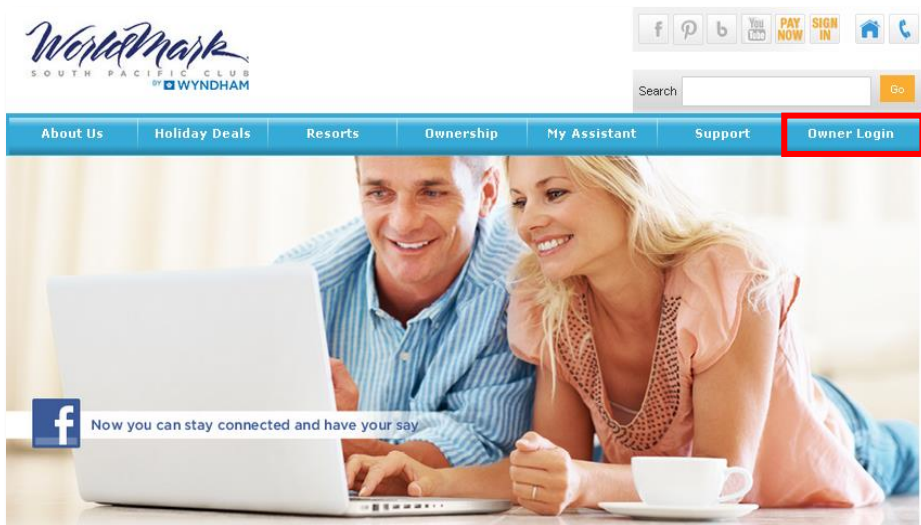 WorldMark
SOUTH PACIFIC CLUB
BY WYNDHAM
f
You Tube
PAY NOW
SIGN IN
Search
Go
About Us Holiday Deals Resorts Ownership My Assistant Support Owner Login
f Now you can stay connected and have your say